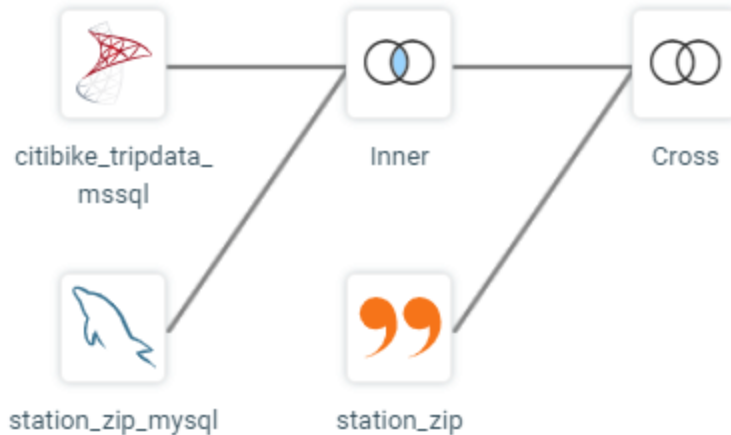 citibike_tripdata_
mssql
Inner
Cross
station_zip_mysql
station_zip